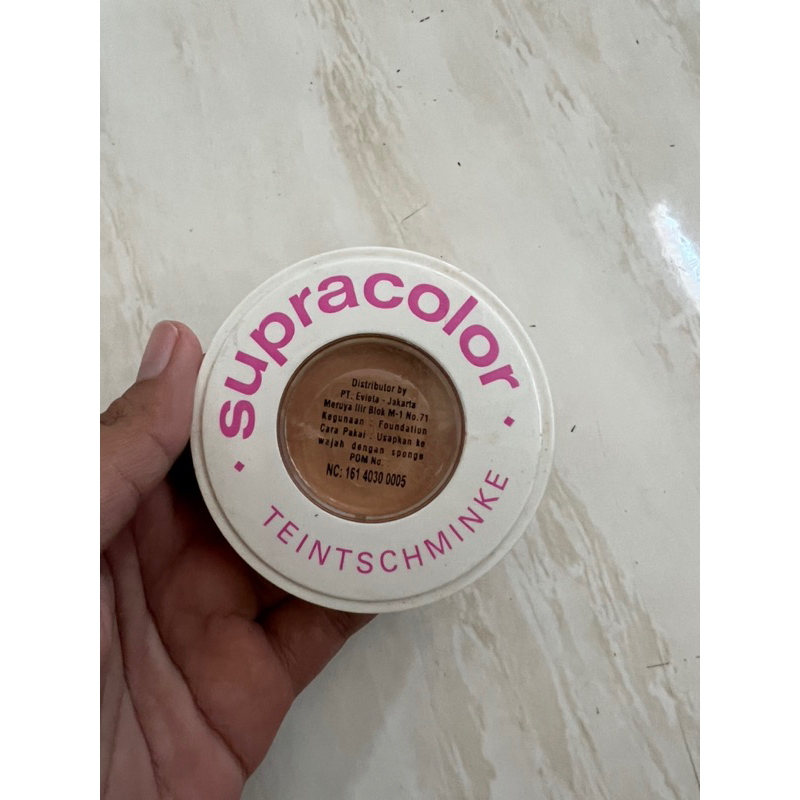 supracolor
Distributor by
PT. Evieta - Jakarta
Meruya Ilir Blok M-1 No.71
Kegunaan : Foundation
Cara Pakai : Usapkan ke
wajah dengan sponge
POM No.
NC: 161 4030 0005
TEINTSCHMINKE